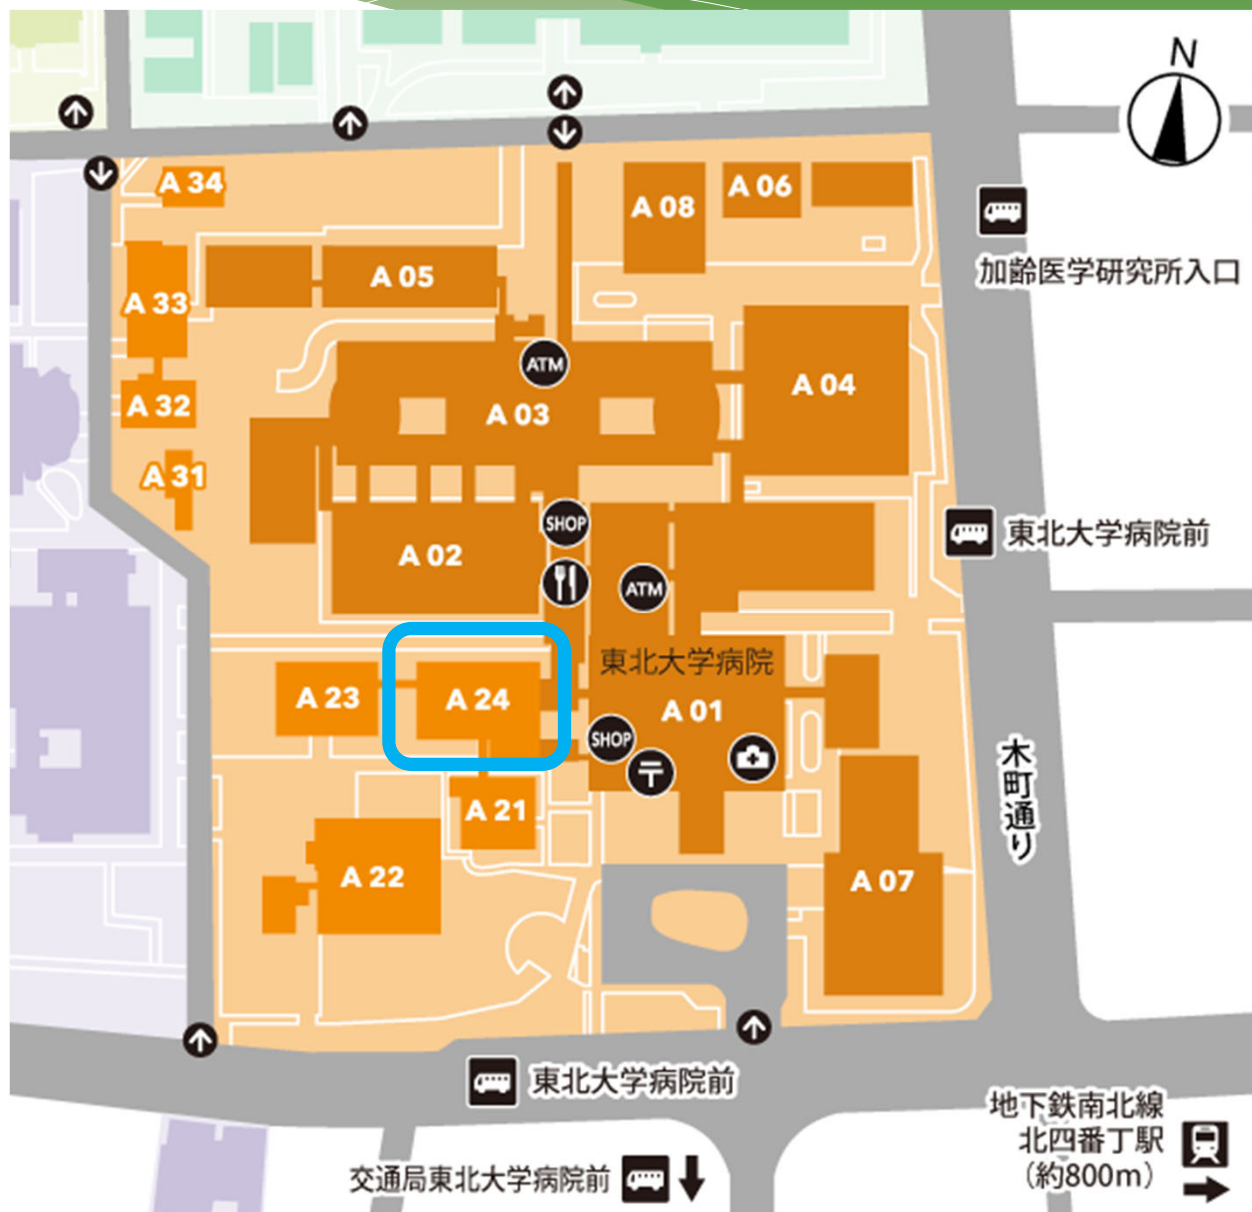 N
A 34
A 08
A 06
加齢医学研究所入口
A 05
A 33
ATM
A 04
A 32
A 03
A 31
SHOP
東北大学病院前
A 02
ATM
東北大学病院
A 23
A 24
A 01
SHOP
〒
木町通り
A 21
A 22
A 07
東北大学病院前
地下鉄南北線
北四番丁駅
（約800m）
交通局東北大学病院前